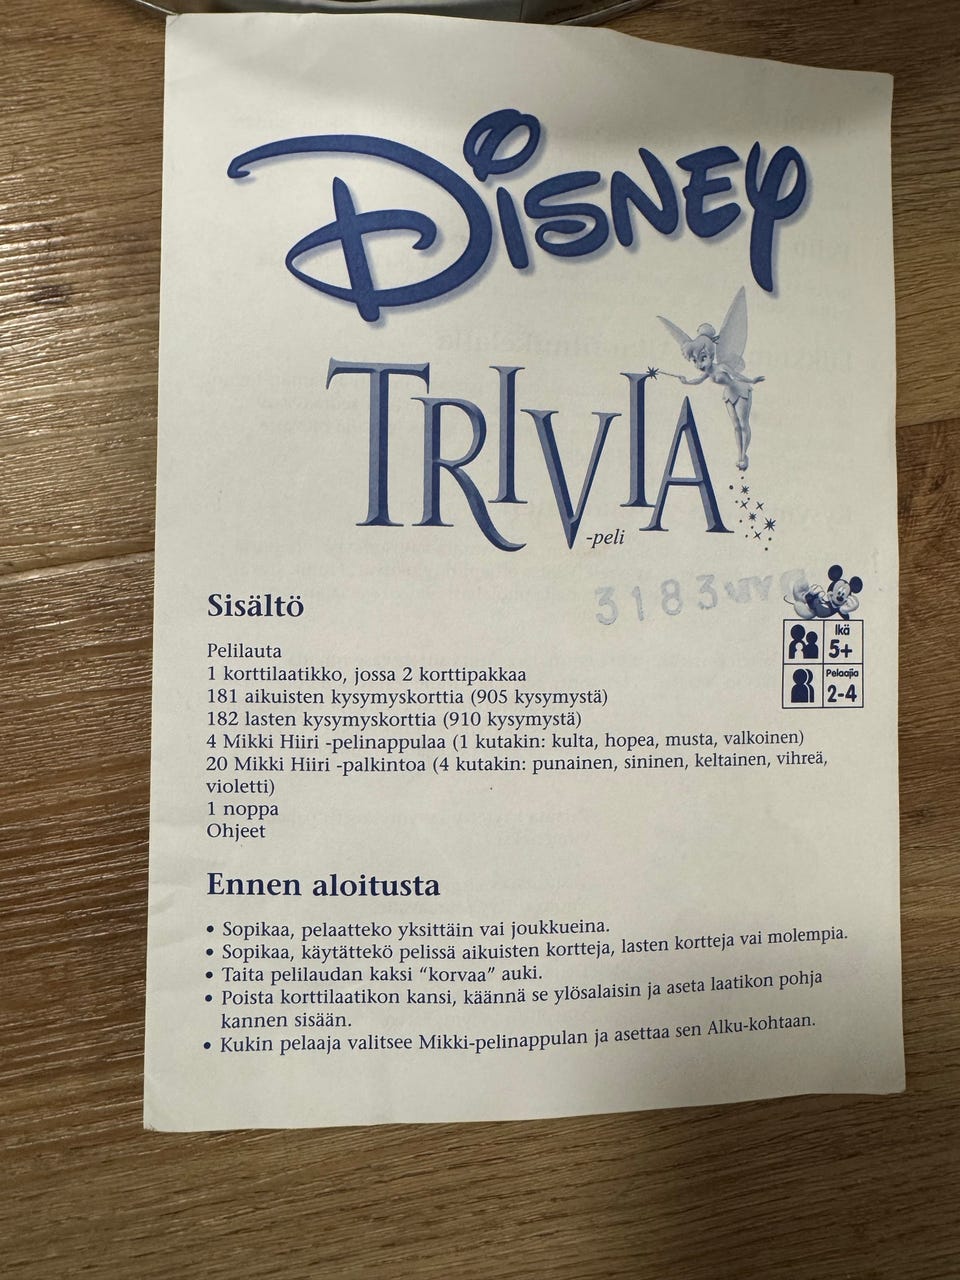 DISNEY
TRIVIA
-peli
3183
Sisältö
Ikä
5+
Pelaajia
2-4
Pelilauta
1 korttilaatikko, jossa 2 korttipakkaa
181 aikuisten kysymyskorttia (905 kysymystä)
182 lasten kysymyskorttia (910 kysymystä)
4 Mikki Hiiri -pelinappulaa (1 kutakin: kulta, hopea, musta, valkoinen)
20 Mikki Hiiri -palkintoa (4 kutakin: punainen, sininen, keltainen, vihreä,
violetti)
1 noppa
Ohjeet
Ennen aloitusta
• Sopikaa, pelaatteko yksittäin vai joukkueina.
• Sopikaa, käytättekö pelissä aikuisten kortteja, lasten kortteja vai molempia.
• Taita pelilaudan kaksi “korvaa” auki.
• Poista korttilaatikon kansi, käännä se ylösalaisin ja aseta laatikon pohja
kannen sisään.
• Kukin pelaaja valitsee Mikki-pelinappulan ja asettaa sen Alku-kohtaan.